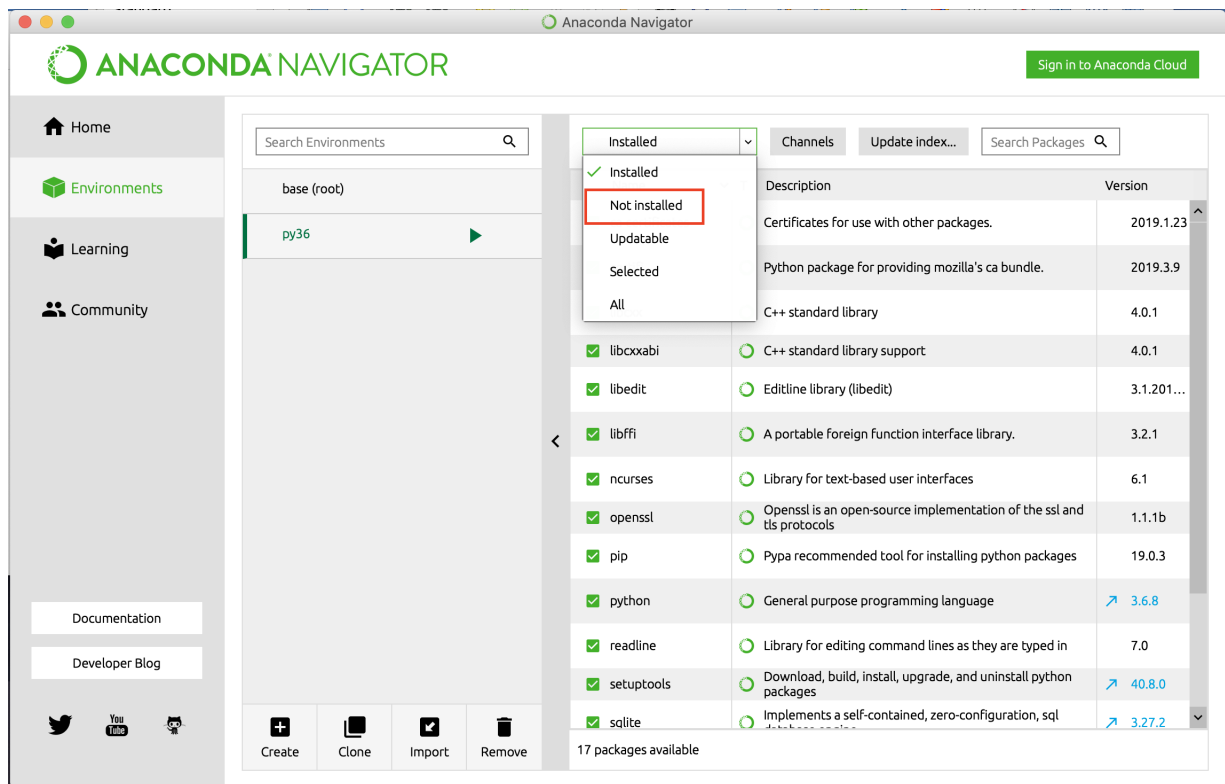 Anaconda Navigator
ANACONDA NAVIGATOR
Sign in to Anaconda Cloud
Home
Environments
Learning
Community
Documentation
Developer Blog
You
Tube
Search Environments
base (root)
py36
Create
Clone
Import
Remove
Installed
Channels
Update index...
Search Packages
Installed
Not installed
Updatable
Selected
All
Description
Version
Certificates for use with other packages.
2019.1.23
Python package for providing mozilla's ca bundle.
2019.3.9
C++ standard library
4.0.1
libcxxabi
C++ standard library support
4.0.1
libedit
Editline library (libedit)
3.1.201...
libffi
A portable foreign function interface library.
3.2.1
ncurses
Library for text-based user interfaces
6.1
openssl
Openssl is an open-source implementation of the ssl and
tls protocols
1.1.1b
pip
Pypa recommended tool for installing python packages
19.0.3
python
General purpose programming language
3.6.8
readline
Library for editing command lines as they are typed in
7.0
setuptools
Download, build, install, upgrade, and uninstall python
packages
40.8.0
sqlite
Implements a self-contained, zero-configuration, sql
3.27.2
17 packages available